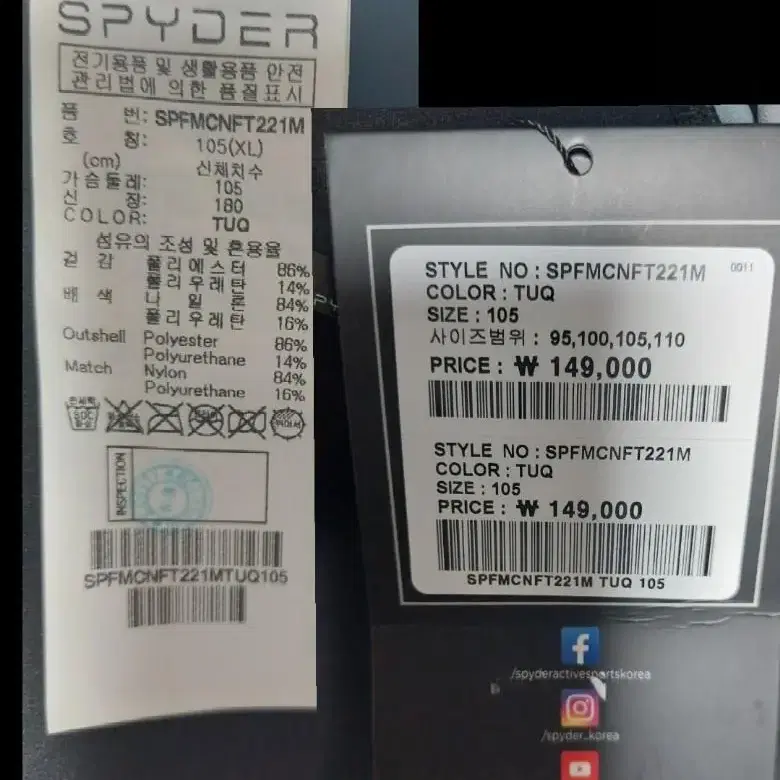 SPYDER
전기용품 및 생활용품 안전
관리법에 의한 품질표시
품 번: SPFMCNFT221M
호 칭: 105(XL)
(cm) 신체치수
가슴둘레: 105
신 장: 180
COLOR: TUQ
섬유의 조성 및 혼용율
겉 감 폴리에스터 86%
폴리우레탄 14%
배 색 나 일 론 84%
폴리우레탄 16%
Outshell Polyester 86%
Polyurethane 14%
Match Nylon 84%
Polyurethane 16%
INSPECTION
SPFMCNFT221MTUQ105
STYLE NO : SPFMCNFT221M 0011
COLOR : TUQ
SIZE : 105
사이즈범위 : 95,100,105,110
PRICE : ₩ 149,000
STYLE NO : SPFMCNFT221M
COLOR : TUQ
SIZE : 105
PRICE : ₩ 149,000
SPFMCNFT221M TUQ 105
/spyderactivesportskorea
/spyder_korea